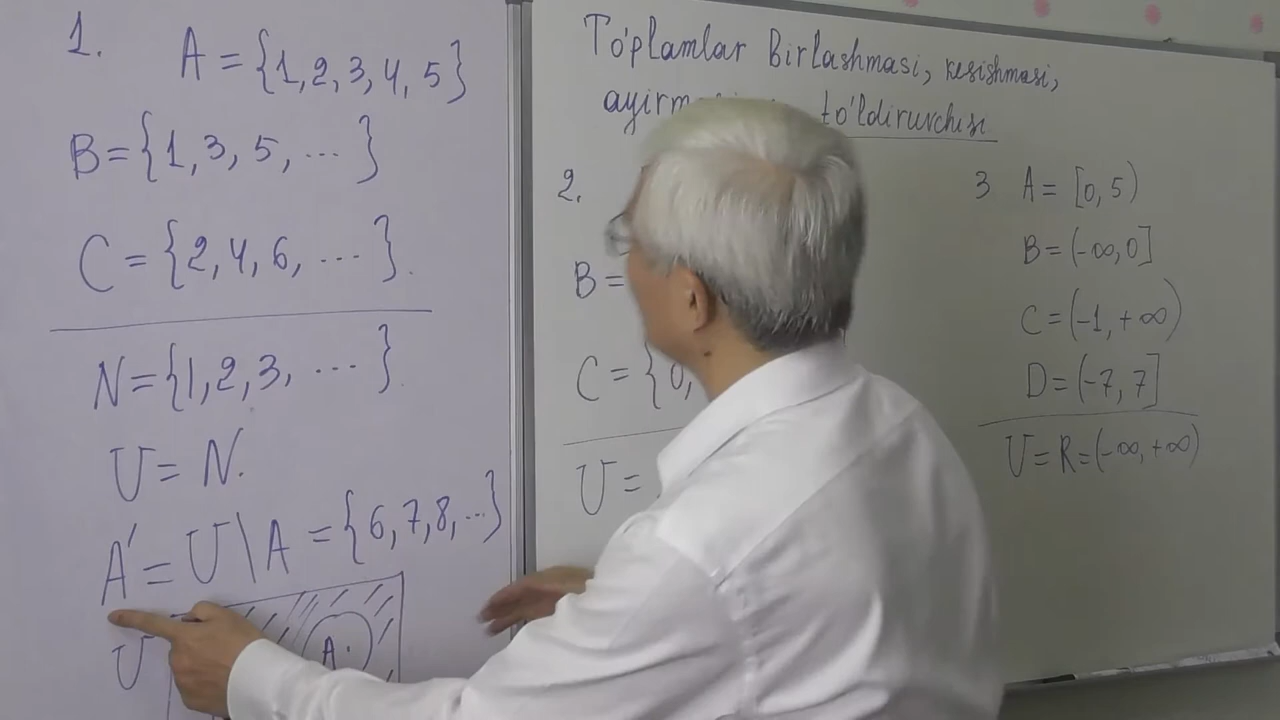 1.
A = {1, 2, 3, 4, 5}
B = {1, 3, 5, ... }
C = {2, 4, 6, ... }.
N = {1, 2, 3, ... }.
U = N.
A' = U \ A = {6, 7, 8, ...}
U
A.
To'plamlar Birlashmasi, kesishmasi,
to'ldiruvchisi
2.
B =
C = {0,
U =
3 A = [0, 5)
B = (-∞, 0]
C = (-1, +∞)
D = (-7, 7]
U = R = (-∞, +∞)